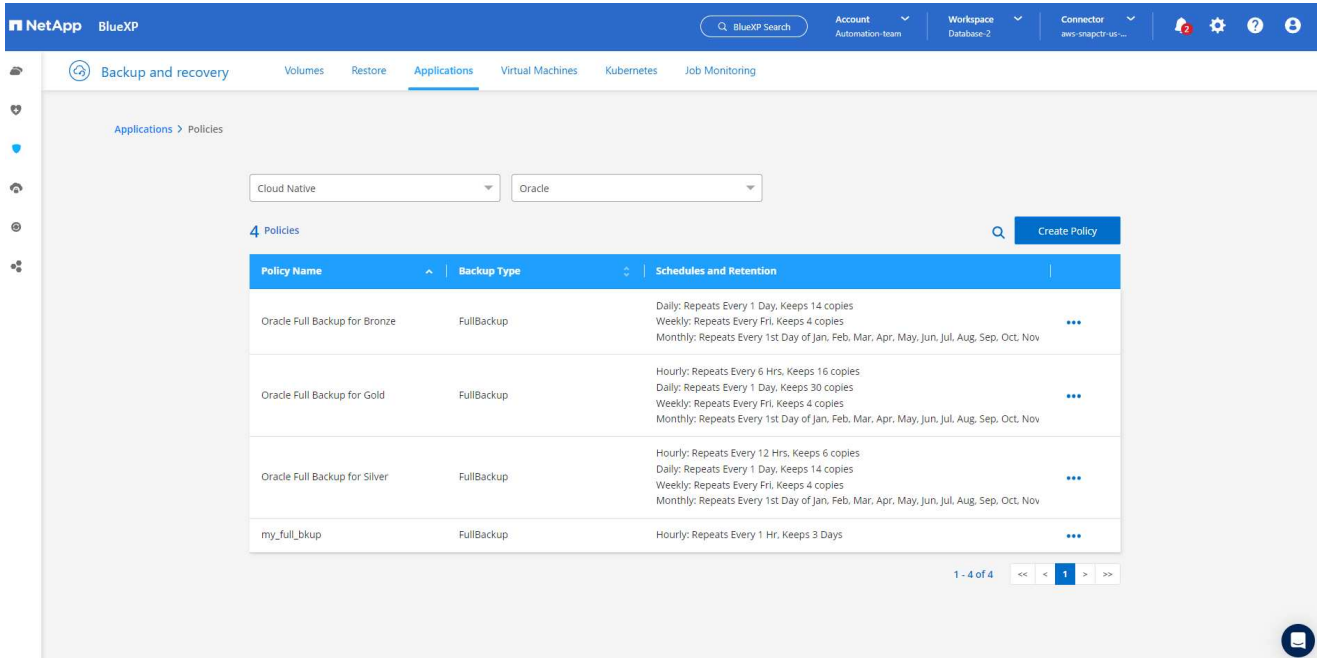 NetApp BlueXP
BlueXP Search
Account
Automation-team
Workspace
Database-2
Connector
aws-snapctr-us-...
2
Backup and recovery
Volumes Restore Applications Virtual Machines Kubernetes Job Monitoring
Applications > Policies
Cloud Native Oracle
4 Policies
Create Policy
Policy Name Backup Type Schedules and Retention
Daily: Repeats Every 1 Day, Keeps 14 copies
Oracle Full Backup for Bronze FullBackup Weekly: Repeats Every Fri, Keeps 4 copies
Monthly: Repeats Every 1st Day of Jan, Feb, Mar, Apr, May, Jun, Jul, Aug, Sep, Oct, Nov
Hourly: Repeats Every 6 Hrs, Keeps 16 copies
Daily: Repeats Every 1 Day, Keeps 30 copies
Oracle Full Backup for Gold FullBackup
Weekly: Repeats Every Fri, Keeps 4 copies
Monthly: Repeats Every 1st Day of Jan, Feb, Mar, Apr, May, Jun, Jul, Aug, Sep, Oct, Nov
Hourly: Repeats Every 12 Hrs, Keeps 6 copies
Daily: Repeats Every 1 Day, Keeps 14 copies
Oracle Full Backup for Silver FullBackup
Weekly: Repeats Every Fri, Keeps 4 copies
Monthly: Repeats Every 1st Day of Jan, Feb, Mar, Apr, May, Jun, Jul, Aug, Sep, Oct, Nov
my_full_bkup FullBackup Hourly: Repeats Every 1 Hr, Keeps 3 Days
1 - 4 of 4 << < 1 > >>